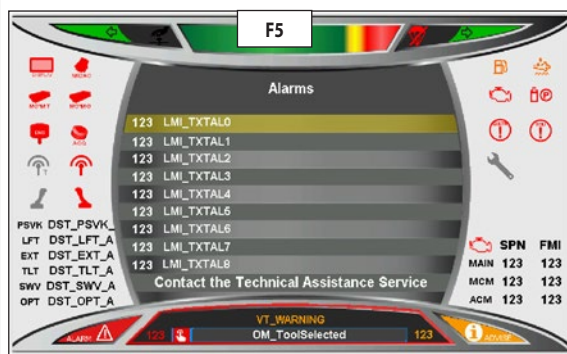 F5
Alarms
123 LMI_TXTAL0
123 LMI_TXTAL1
123 LMI_TXTAL2
123 LMI_TXTAL3
123 LMI_TXTAL4
123 LMI_TXTAL6
123 LMI_TXTAL6
123 LMI_TXTAL7
123 LMI_TXTAL8
Contact the Technical Assistance Service
PSVK DST_PSVK_
LFT DST_LFT_A
EXT DST_EXT_A
TLT DST_TLT_A
SWV DST_SWV_A
OPT DST_OPT_A
SPN FMI
MAIN 123 123
MCM 123 123
ACM 123 123
VT_WARNING
ALARM 123 OM_ToolSelected 123 ADVISE